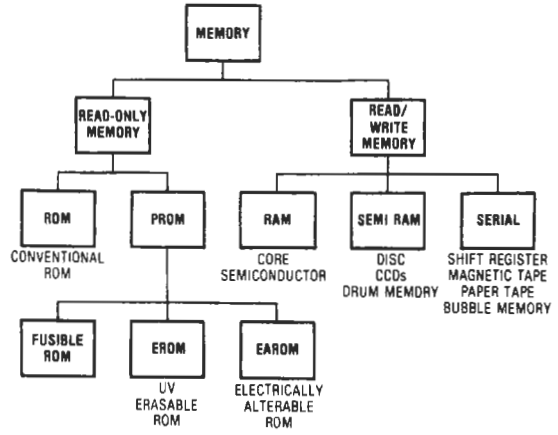 MEMORY
READ-ONLY
MEMORY
READ/
WRITE
MEMORY
ROM
CONVENTIONAL
ROM
PROM
RAM
CORE
SEMICONDUCTOR
SEMI RAM
DISC
CCDs
DRUM MEMDRY
SERIAL
SHIFT REGISTER
MAGNETIC TAPE
PAPER TAPE
BUBBLE MEMORY
FUSIBLE
ROM
EROM
UV
ERASABLE
ROM
EAROM
ELECTRICALLY
ALTERABLE
ROM